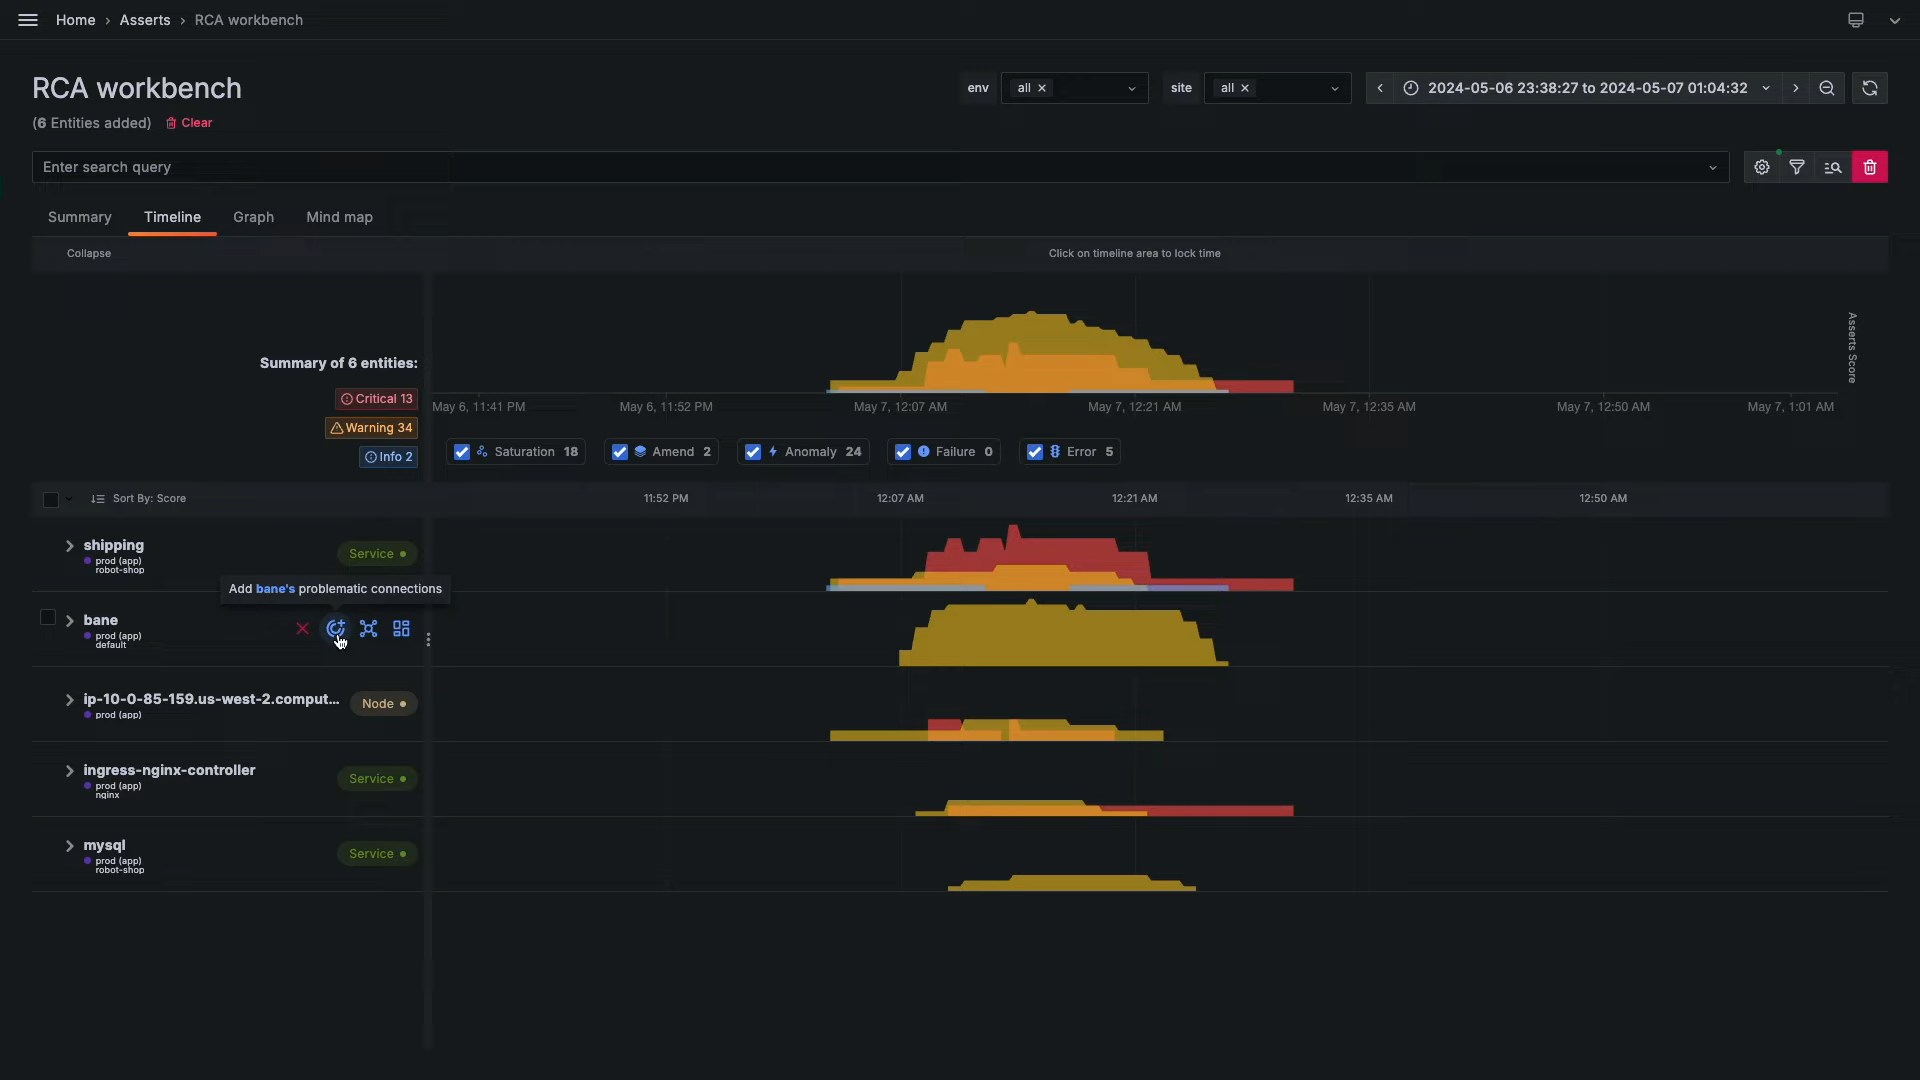 Home › Asserts › RCA workbench
RCA workbench
env all site all 2024-05-06 23:38:27 to 2024-05-07 01:04:32
(6 Entities added) Clear
Enter search query
Summary Timeline Graph Mind map
Collapse Click on timeline area to lock time
Asserts Score
Summary of 6 entities:
Critical 13
Warning 34
Info 2
May 6, 11:41 PM May 6, 11:52 PM May 7, 12:07 AM May 7, 12:21 AM May 7, 12:35 AM May 7, 12:50 AM May 7, 1:01 AM
Saturation 18 Amend 2 Anomaly 24 Failure 0 Error 5
Sort By: Score 11:52 PM 12:07 AM 12:21 AM 12:35 AM 12:50 AM
shipping Service
prod (app)
robot-shop
Add bane's problematic connections
bane
prod (app)
default
ip-10-0-85-159.us-west-2.comput... Node
prod (app)
ingress-nginx-controller Service
prod (app)
nginx
mysql Service
prod (app)
robot-shop